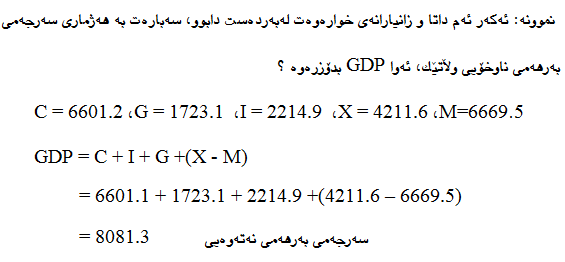 نموونە: ئەکەر ئەم داتا و زانیارانەی خوارەوەت لەبەردەست دابوو، سەبارەت بە هەژماری سەرجەمی
بەرهەمی ناوخۆیی وڵاتێك، ئەوا GDP بدۆزرەوە ؟
C = 6601.2 ،G = 1723.1 ،I = 2214.9 ،X = 4211.6 ،M=6669.5
GDP = C + I + G +(X - M)
= 6601.1 + 1723.1 + 2214.9 +(4211.6 – 6669.5)
= 8081.3 سەرجەمی بەرهەمی نەتەوەیی